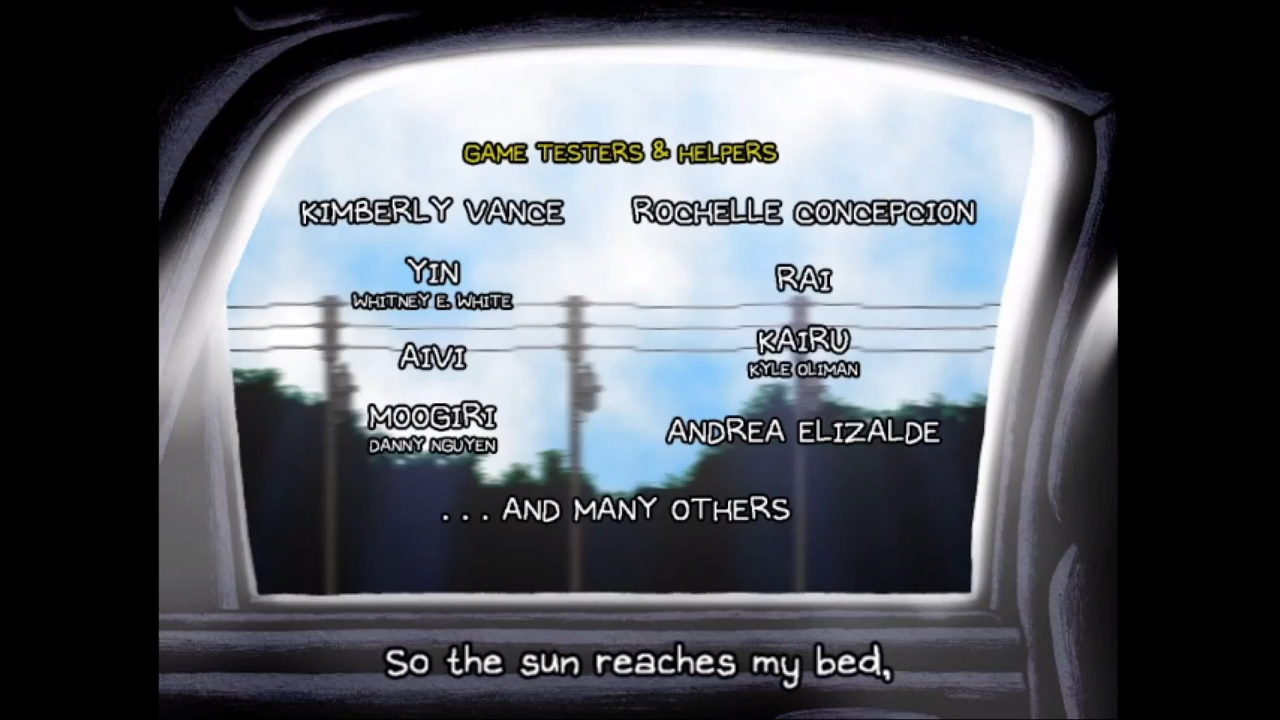 GAME TESTERS & HELPERS
KIMBERLY VANCE
ROCHELLE CONCEPCION
YIN
WHITNEY E. WHITE
RAI
AIVI
KAIRU
KYLE OLIMAN
MOOGIRI
DANNY NGUYEN
ANDREA ELIZALDE
. . . AND MANY OTHERS
So the sun reaches my bed,